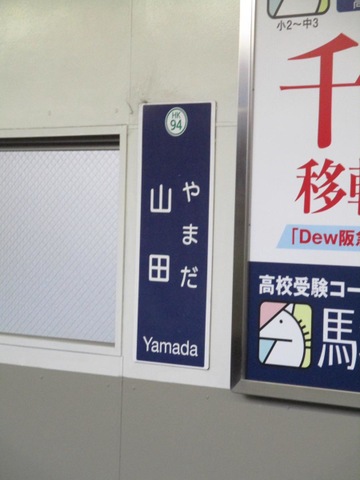 HK
94
やまだ
山田
Yamada
小2～中3
千
移転
「Dew阪急
高校受験コー
馬